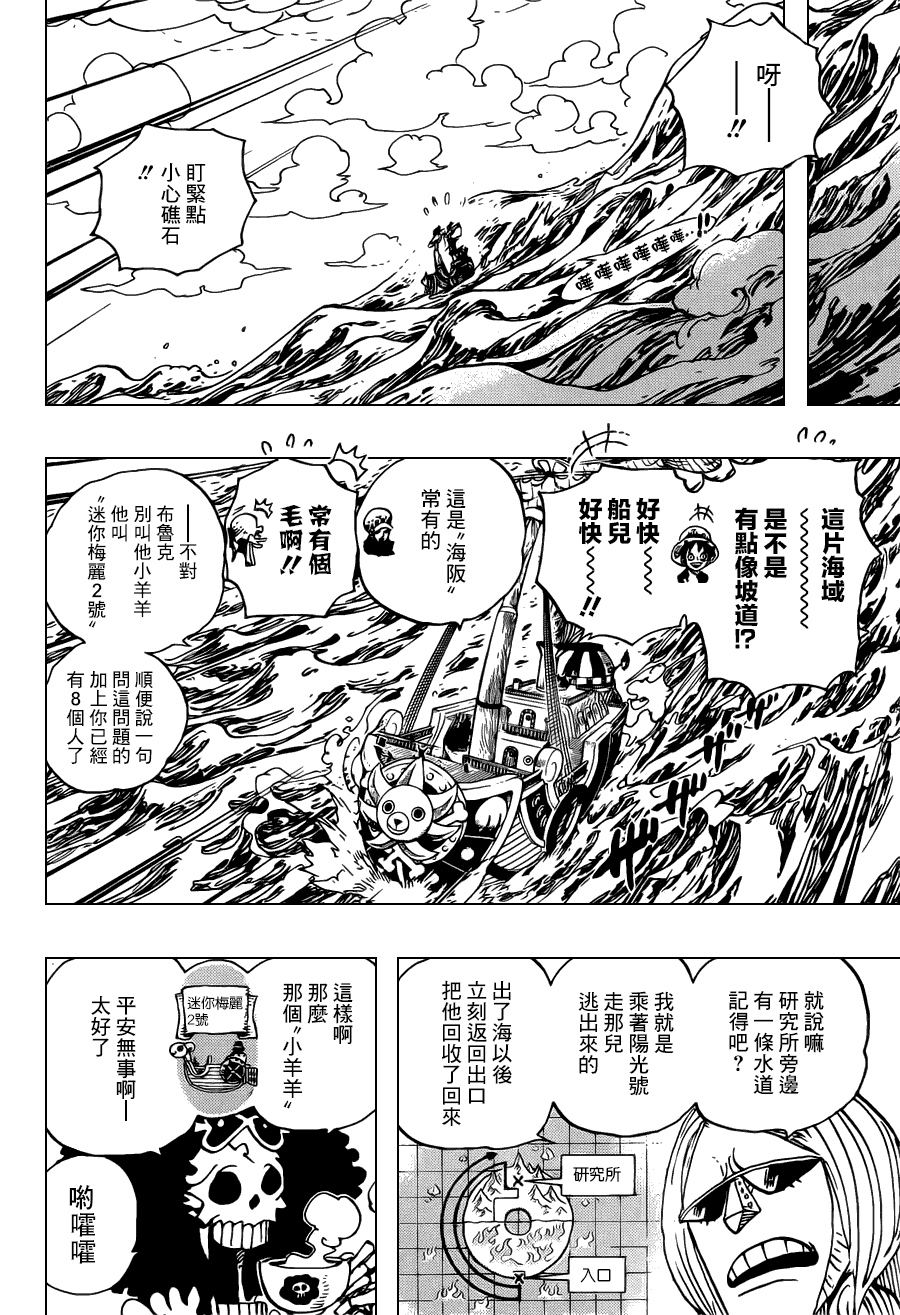 呀
——
!!
盯緊點
小心礁石
!!
嘩嘩嘩嘩嘩嘩…!!
這片海域
～～～～
是不是
有點像坡道!?
好快～～～
船兒
好快～～～!!
這是〝海阪〞
常有的
常有個
毛啊!!
——不對
布魯克
別叫他小羊羊
他叫
〝迷你梅麗2號〞
順便說一句
問這問題的
加上你已經
有8個人了
ザザザザ
就說嘛
研究所旁邊
有一條水道
記得吧?
我就是
乘著陽光號
走那兒
逃出來的
出了海以後
立刻返回出口
把他回收了回來
研究所
入口
這樣啊
那麼
那個〝小羊羊〞
迷你梅麗
2號
平安無事啊—
太好了
喲嚯嚯